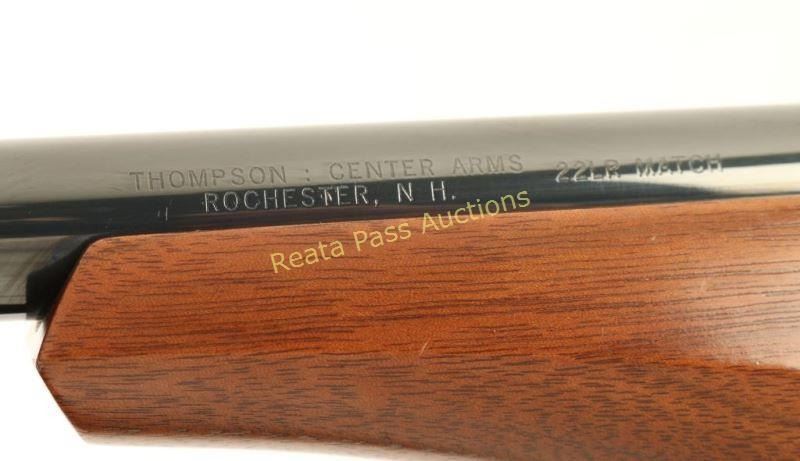 THOMPSON : CENTER ARMS 22LR MATCH
ROCHESTER, N H.
Reata Pass Auctions